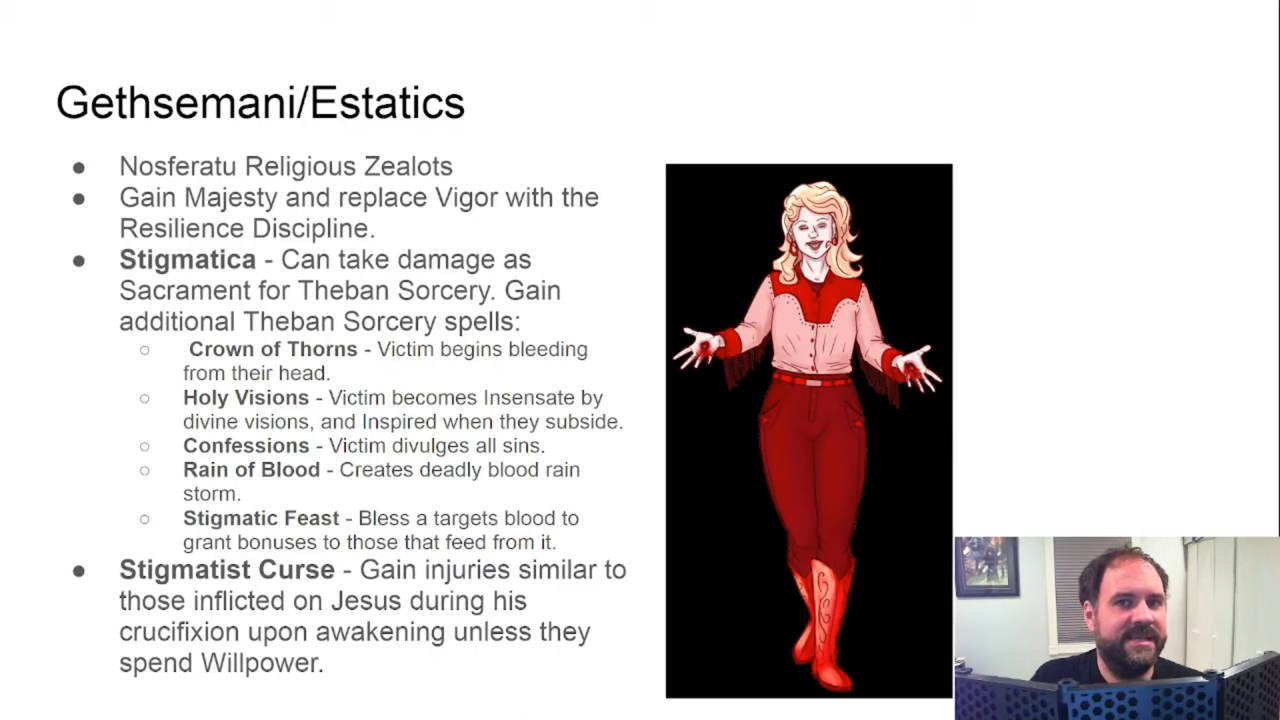 Gethsemani/Estatics
● Nosferatu Religious Zealots
● Gain Majesty and replace Vigor with the
Resilience Discipline.
● Stigmatica - Can take damage as
Sacrament for Theban Sorcery. Gain
additional Theban Sorcery spells:
○ Crown of Thorns - Victim begins bleeding
from their head.
○ Holy Visions - Victim becomes Insensate by
divine visions, and Inspired when they subside.
○ Confessions - Victim divulges all sins.
○ Rain of Blood - Creates deadly blood rain
storm.
○ Stigmatic Feast - Bless a targets blood to
grant bonuses to those that feed from it.
● Stigmatist Curse - Gain injuries similar to
those inflicted on Jesus during his
crucifixion upon awakening unless they
spend Willpower.